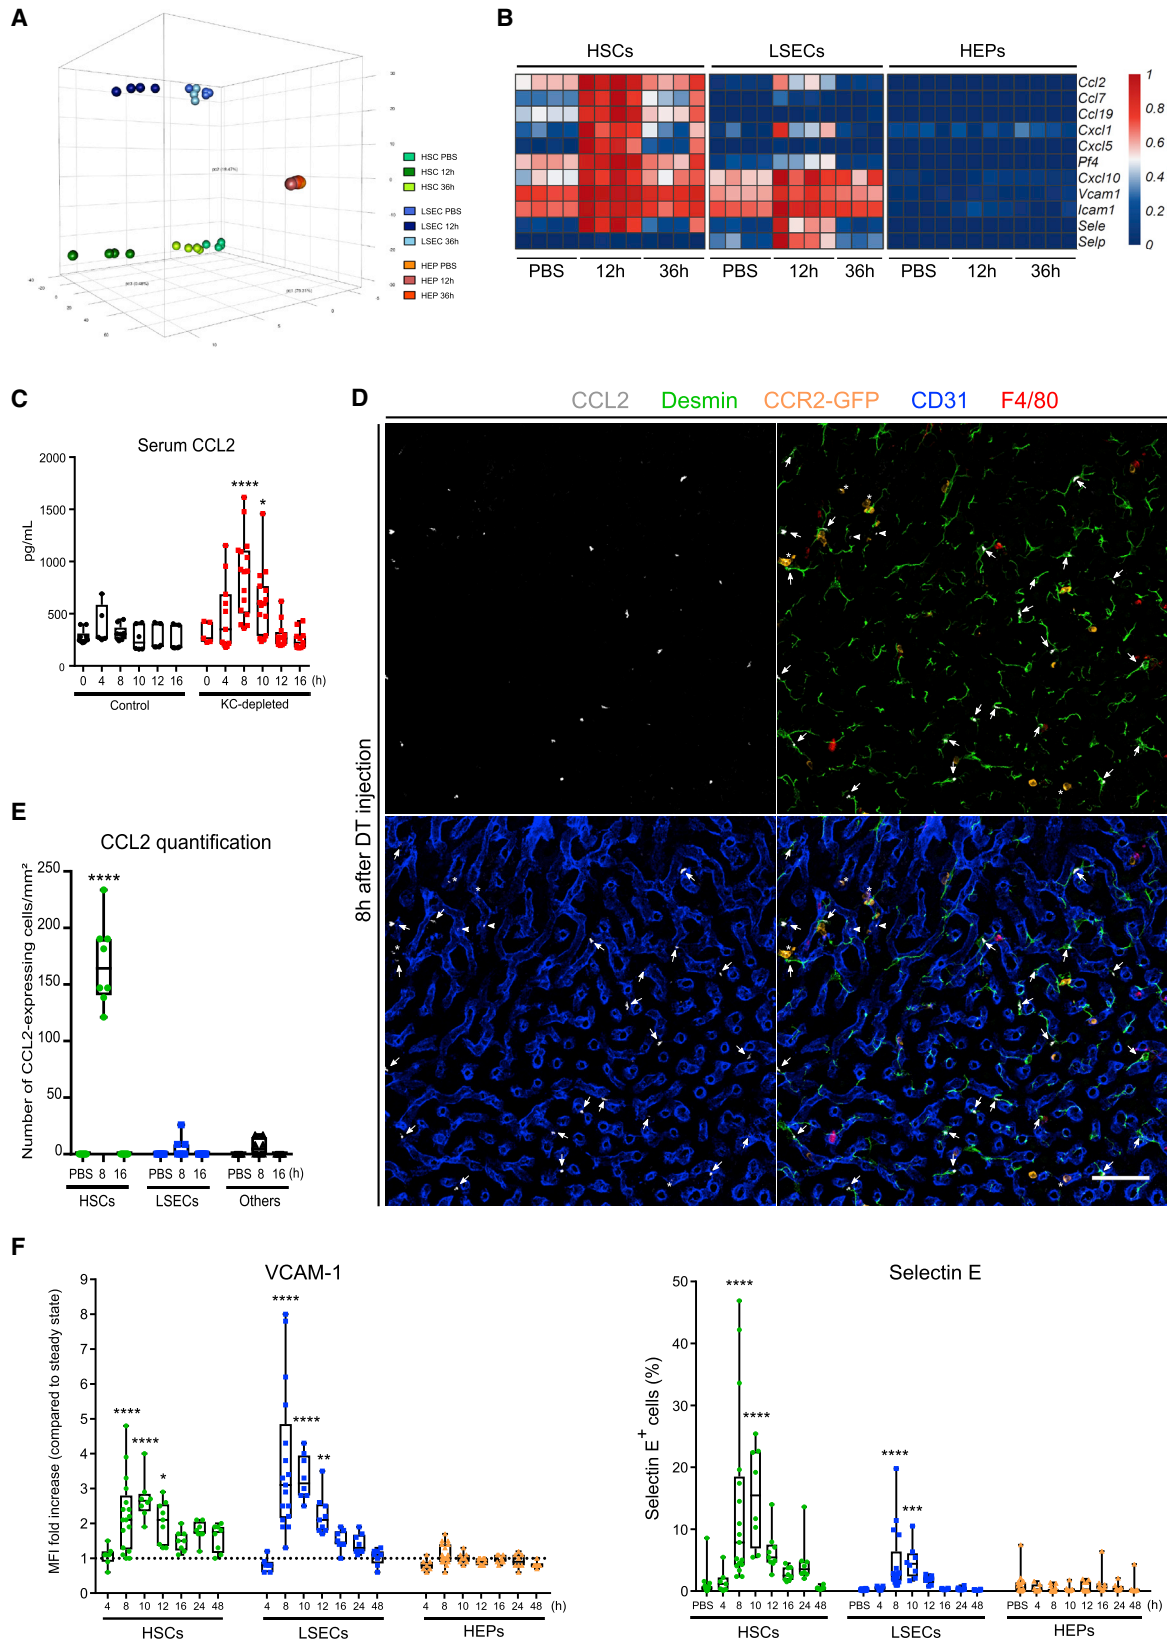 A
HSC PBS
HSC 12h
HSC 36h
LSEC PBS
LSEC 12h
LSEC 36h
HEP PBS
HEP 12h
HEP 36h
B
HSCs LSECs HEPs
Ccl2
Ccl7
Ccl19
Cxcl1
Cxcl5
Pf4
Cxcl10
Vcam1
Icam1
Sele
Selp
1
0.8
0.6
0.4
0.2
0
PBS 12h 36h PBS 12h 36h PBS 12h 36h
C
Serum CCL2
pg/mL
2000
1500
1000
500
0
**** *
0 4 8 10 12 16 0 4 8 10 12 16 (h)
Control KC-depleted
D
CCL2 Desmin CCR2-GFP CD31 F4/80
8h after DT injection
E
CCL2 quantification
Number of CCL2-expressing cells/mm²
250
200
150
100
50
0
****
PBS 8 16 PBS 8 16 PBS 8 16 (h)
HSCs LSECs Others
F
VCAM-1
MFI fold increase (compared to steady state)
9
8
7
6
5
4
3
2
1
0
**** **** * **** **** **
4 8 10 12 16 24 48 4 8 10 12 16 24 48 4 8 10 12 16 24 48 (h)
HSCs LSECs HEPs
Selectin E
Selectin E+ cells (%)
50
40
30
20
10
0
**** **** **** ***
PBS 4 8 10 12 16 24 48 PBS 4 8 10 12 16 24 48 PBS 4 8 10 12 16 24 48 (h)
HSCs LSECs HEPs